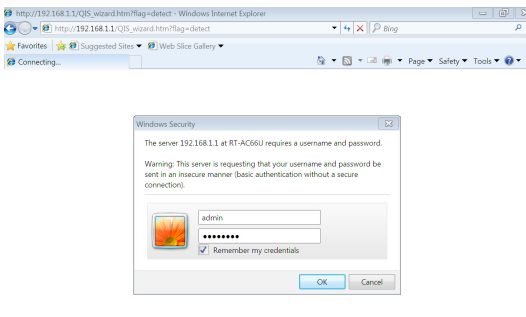 http://192.168.1.1/QIS_wizard.htm?flag=detect - Windows Internet Explorer
http://192.168.1.1/QIS_wizard.htm?flag=detect
Bing
Favorites Suggested Sites Web Slice Gallery
Connecting...
Page Safety Tools
Windows Security
The server 192.168.1.1 at RT-AC66U requires a username and password.
Warning: This server is requesting that your username and password be
sent in an insecure manner (basic authentication without a secure
connection).
admin
••••••••
Remember my credentials
OK Cancel